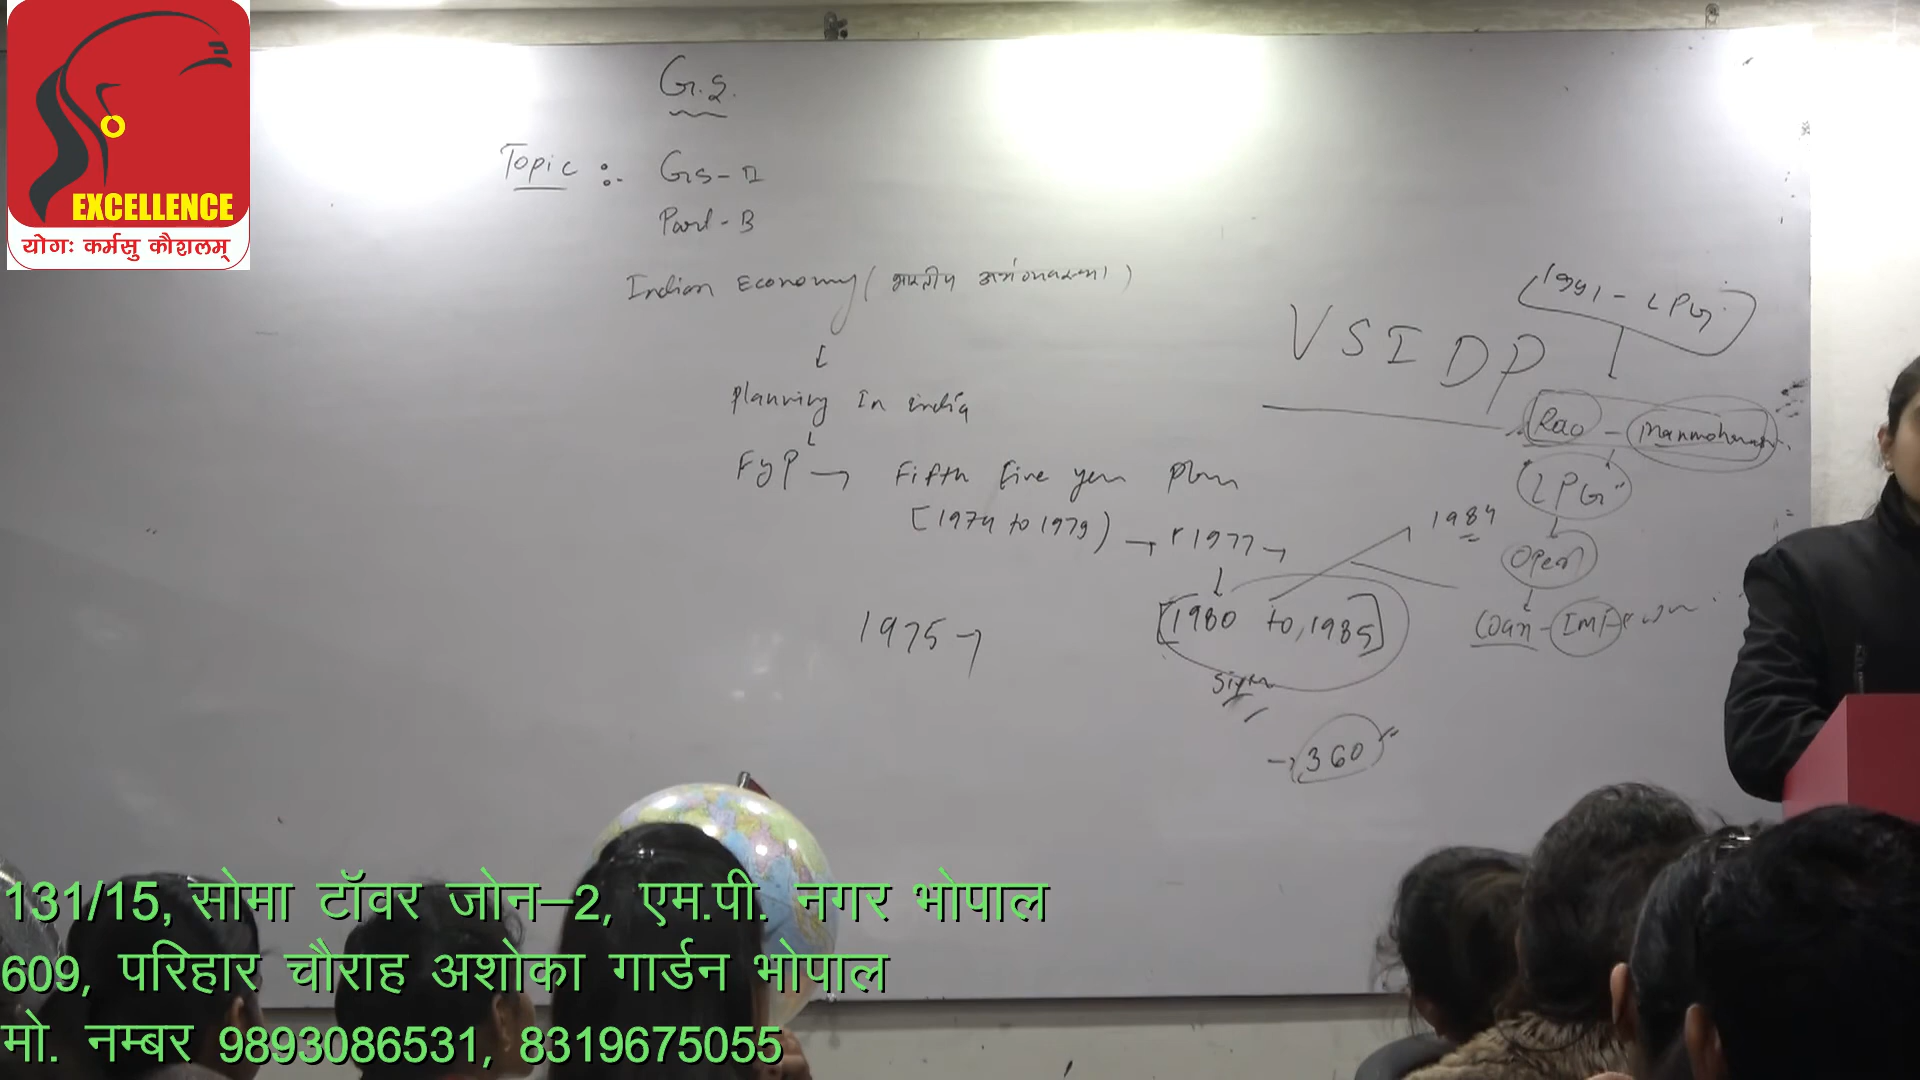 EXCELLENCE
योगः कर्मसु कौशलम्
G.S.
Topic :- GS-II
Part-B
Indian Economy (भारतीय अर्थव्यवस्था)
Planning In india
FyP → Fifth five year Plan
[1974 to 1979) → 1977 →
[1980 to, 1985]
1984
1975 →
Sixth
→ 360"
VSIDP
1991 - LPG
Rao - manmohan
LPG"
Open
Loan - IMF
131/15, सोमा टॉवर जोन–2, एम.पी. नगर भोपाल
609, परिहार चौराह अशोका गार्डन भोपाल
मो. नम्बर 9893086531, 8319675055